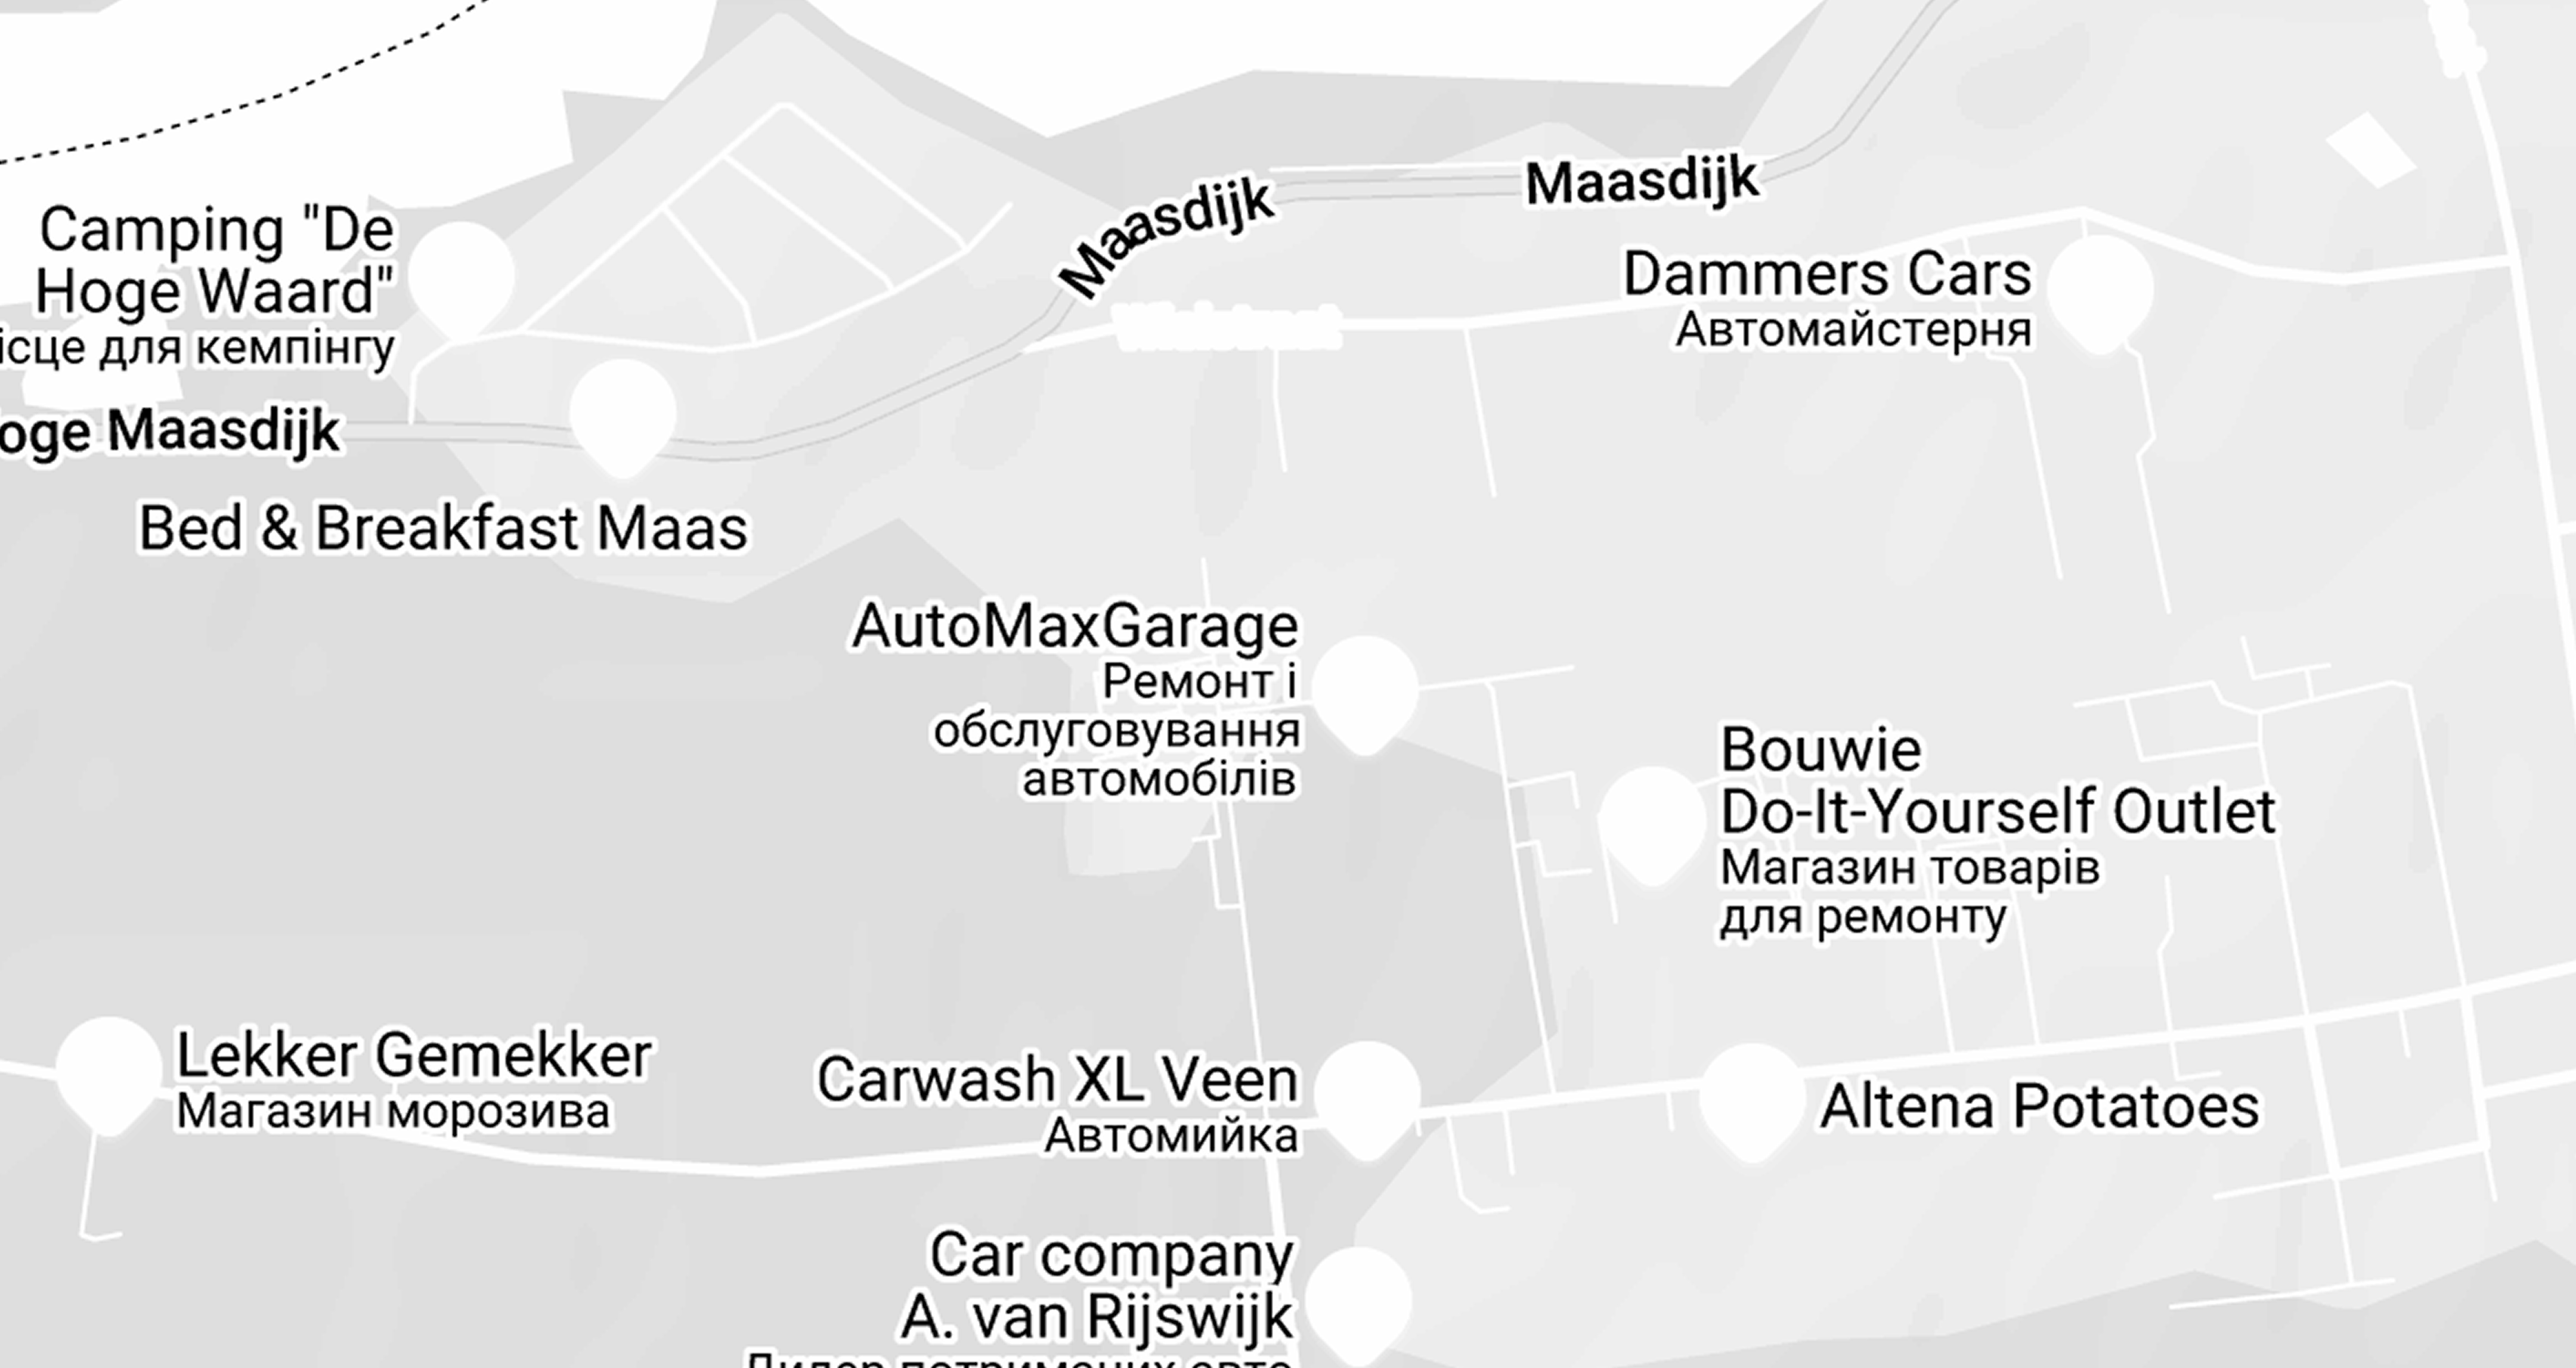 Maasdijk
Maasdijk
Camping "De
Hoge Waard"
ісце для кемпінгу
Dammers Cars
Автомайстерня
oge Maasdijk
Bed & Breakfast Maas
AutoMaxGarage
Ремонт і
обслуговування
автомобілів
Bouwie
Do-It-Yourself Outlet
Магазин товарів
для ремонту
Lekker Gemekker
Магазин морозива
Carwash XL Veen
Автомийка
Altena Potatoes
Car company
A. van Rijswijk